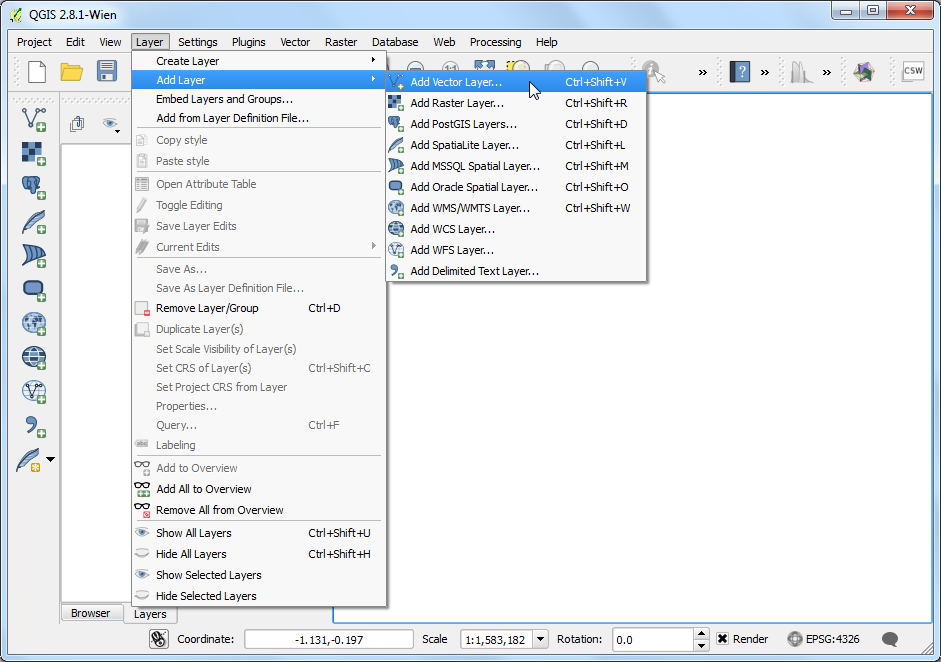 QGIS 2.8.1-Wien
Project Edit View Layer Settings Plugins Vector Raster Database Web Processing Help
CSW
Create Layer
Add Layer
Embed Layers and Groups...
Add from Layer Definition File...
Copy style
Paste style
Open Attribute Table
Toggle Editing
Save Layer Edits
Current Edits
Save As...
Save As Layer Definition File...
Remove Layer/Group Ctrl+D
Duplicate Layer(s)
Set Scale Visibility of Layer(s)
Set CRS of Layer(s) Ctrl+Shift+C
Set Project CRS from Layer
Properties...
Query... Ctrl+F
Labeling
Add to Overview
Add All to Overview
Remove All from Overview
Show All Layers Ctrl+Shift+U
Hide All Layers Ctrl+Shift+H
Show Selected Layers
Hide Selected Layers
Add Vector Layer... Ctrl+Shift+V
Add Raster Layer... Ctrl+Shift+R
Add PostGIS Layers... Ctrl+Shift+D
Add SpatiaLite Layer... Ctrl+Shift+L
Add MSSQL Spatial Layer... Ctrl+Shift+M
Add Oracle Spatial Layer... Ctrl+Shift+O
Add WMS/WMTS Layer... Ctrl+Shift+W
Add WCS Layer...
Add WFS Layer...
Add Delimited Text Layer...
Browser Layers
Coordinate: -1.131,-0.197 Scale 1:1,583,182 Rotation: 0.0 Render EPSG:4326